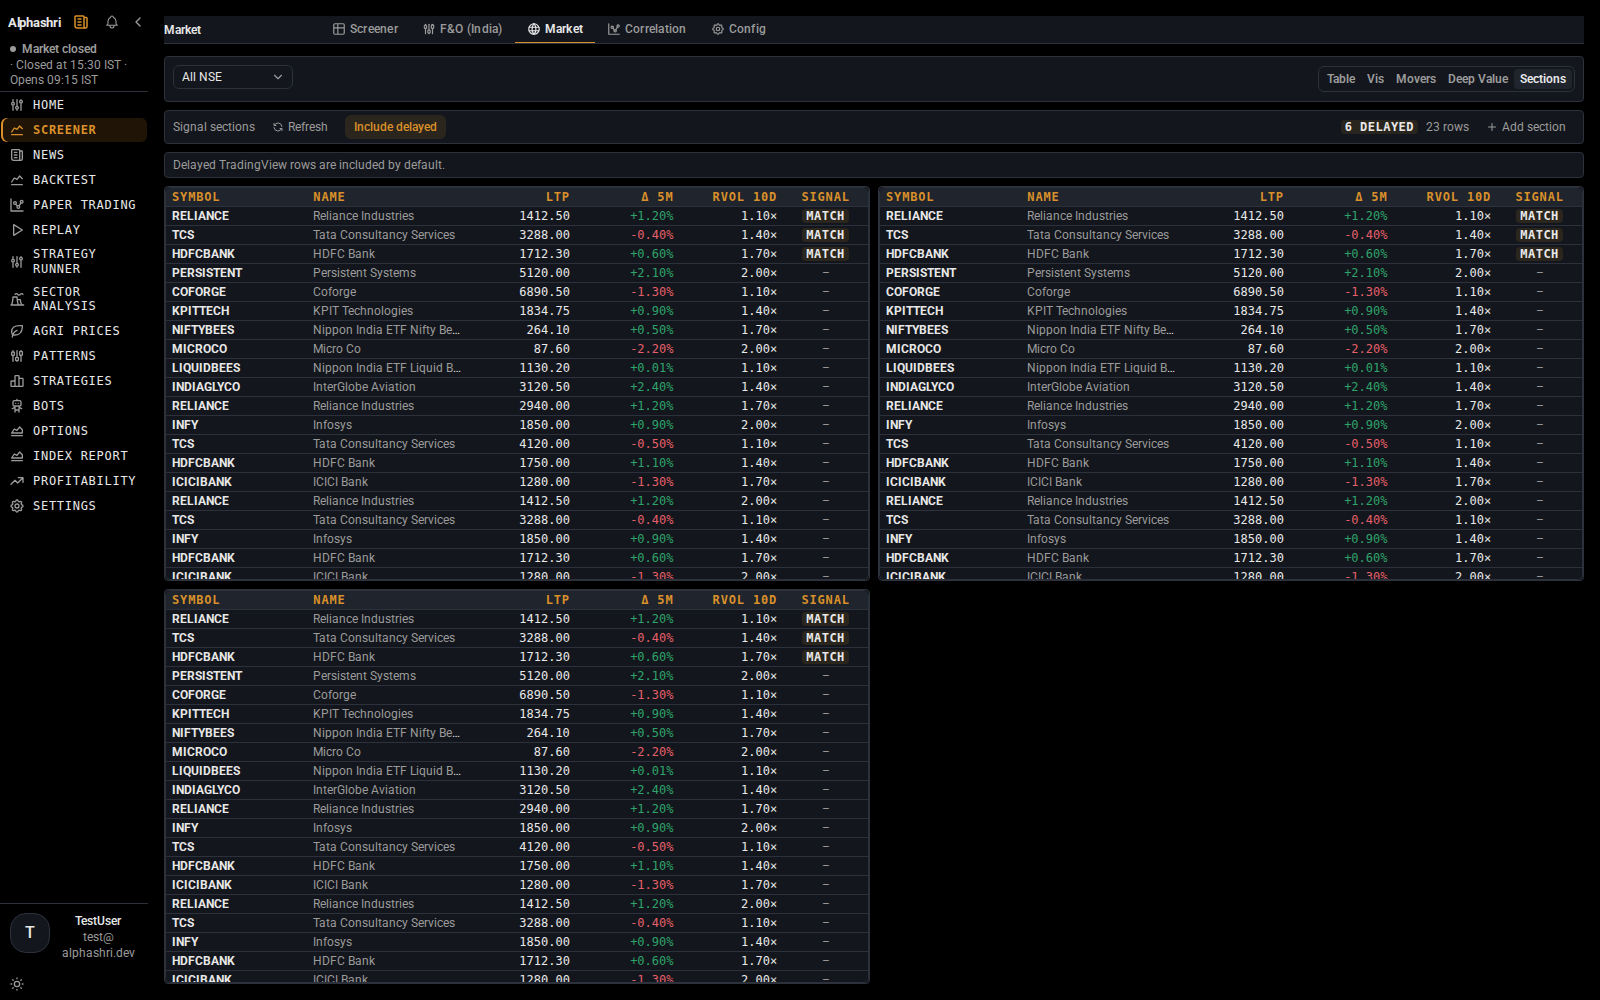 Alphashri
Market closed
· Closed at 15:30 IST ·
Opens 09:15 IST
HOME
SCREENER
NEWS
BACKTEST
PAPER TRADING
REPLAY
STRATEGY
RUNNER
SECTOR
ANALYSIS
AGRI PRICES
PATTERNS
STRATEGIES
BOTS
OPTIONS
INDEX REPORT
PROFITABILITY
SETTINGS
T
TestUser
test@
alphashri.dev
Market Screener F&O (India) Market Correlation Config
All NSE Table Vis Movers Deep Value Sections
Signal sections Refresh Include delayed 6 DELAYED 23 rows + Add section
Delayed TradingView rows are included by default.
SYMBOL NAME LTP Δ 5M RVOL 10D SIGNAL
RELIANCE Reliance Industries 1412.50 +1.20% 1.10× MATCH
TCS Tata Consultancy Services 3288.00 -0.40% 1.40× MATCH
HDFCBANK HDFC Bank 1712.30 +0.60% 1.70× MATCH
PERSISTENT Persistent Systems 5120.00 +2.10% 2.00× –
COFORGE Coforge 6890.50 -1.30% 1.10× –
KPITTECH KPIT Technologies 1834.75 +0.90% 1.40× –
NIFTYBEES Nippon India ETF Nifty Be… 264.10 +0.50% 1.70× –
MICROCO Micro Co 87.60 -2.20% 2.00× –
LIQUIDBEES Nippon India ETF Liquid B… 1130.20 +0.01% 1.10× –
INDIAGLYCO InterGlobe Aviation 3120.50 +2.40% 1.40× –
RELIANCE Reliance Industries 2940.00 +1.20% 1.70× –
INFY Infosys 1850.00 +0.90% 2.00× –
TCS Tata Consultancy Services 4120.00 -0.50% 1.10× –
HDFCBANK HDFC Bank 1750.00 +1.10% 1.40× –
ICICIBANK ICICI Bank 1280.00 -1.30% 1.70× –
RELIANCE Reliance Industries 1412.50 +1.20% 2.00× –
TCS Tata Consultancy Services 3288.00 -0.40% 1.10× –
INFY Infosys 1850.00 +0.90% 1.40× –
HDFCBANK HDFC Bank 1712.30 +0.60% 1.70× –
ICICIBANK ICICI Bank 1280.00 -1.30% 2.00× –
SYMBOL NAME LTP Δ 5M RVOL 10D SIGNAL
RELIANCE Reliance Industries 1412.50 +1.20% 1.10× MATCH
TCS Tata Consultancy Services 3288.00 -0.40% 1.40× MATCH
HDFCBANK HDFC Bank 1712.30 +0.60% 1.70× MATCH
PERSISTENT Persistent Systems 5120.00 +2.10% 2.00× –
COFORGE Coforge 6890.50 -1.30% 1.10× –
KPITTECH KPIT Technologies 1834.75 +0.90% 1.40× –
NIFTYBEES Nippon India ETF Nifty Be… 264.10 +0.50% 1.70× –
MICROCO Micro Co 87.60 -2.20% 2.00× –
LIQUIDBEES Nippon India ETF Liquid B… 1130.20 +0.01% 1.10× –
INDIAGLYCO InterGlobe Aviation 3120.50 +2.40% 1.40× –
RELIANCE Reliance Industries 2940.00 +1.20% 1.70× –
INFY Infosys 1850.00 +0.90% 2.00× –
TCS Tata Consultancy Services 4120.00 -0.50% 1.10× –
HDFCBANK HDFC Bank 1750.00 +1.10% 1.40× –
ICICIBANK ICICI Bank 1280.00 -1.30% 1.70× –
RELIANCE Reliance Industries 1412.50 +1.20% 2.00× –
TCS Tata Consultancy Services 3288.00 -0.40% 1.10× –
INFY Infosys 1850.00 +0.90% 1.40× –
HDFCBANK HDFC Bank 1712.30 +0.60% 1.70× –
ICICIBANK ICICI Bank 1280.00 -1.30% 2.00× –
SYMBOL NAME LTP Δ 5M RVOL 10D SIGNAL
RELIANCE Reliance Industries 1412.50 +1.20% 1.10× MATCH
TCS Tata Consultancy Services 3288.00 -0.40% 1.40× MATCH
HDFCBANK HDFC Bank 1712.30 +0.60% 1.70× MATCH
PERSISTENT Persistent Systems 5120.00 +2.10% 2.00× –
COFORGE Coforge 6890.50 -1.30% 1.10× –
KPITTECH KPIT Technologies 1834.75 +0.90% 1.40× –
NIFTYBEES Nippon India ETF Nifty Be… 264.10 +0.50% 1.70× –
MICROCO Micro Co 87.60 -2.20% 2.00× –
LIQUIDBEES Nippon India ETF Liquid B… 1130.20 +0.01% 1.10× –
INDIAGLYCO InterGlobe Aviation 3120.50 +2.40% 1.40× –
RELIANCE Reliance Industries 2940.00 +1.20% 1.70× –
INFY Infosys 1850.00 +0.90% 2.00× –
TCS Tata Consultancy Services 4120.00 -0.50% 1.10× –
HDFCBANK HDFC Bank 1750.00 +1.10% 1.40× –
ICICIBANK ICICI Bank 1280.00 -1.30% 1.70× –
RELIANCE Reliance Industries 1412.50 +1.20% 2.00× –
TCS Tata Consultancy Services 3288.00 -0.40% 1.10× –
INFY Infosys 1850.00 +0.90% 1.40× –
HDFCBANK HDFC Bank 1712.30 +0.60% 1.70× –
ICICIBANK ICICI Bank 1280.00 -1.30% 2.00× –